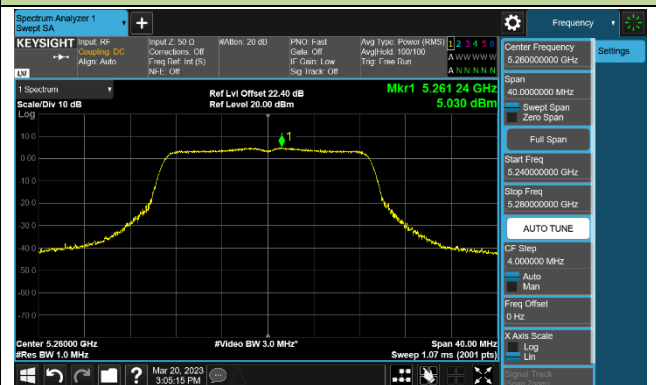 Spectrum Analyzer 1
Swept SA
Frequency
KEYSIGHT
Input: RF
Coupling: DC
Align: Auto
Input Z: 50 Ω
Corrections: Off
Freq Ref: Int (S)
NFE: Off
#Atten: 20 dB
PNO: Fast
Gate: Off
IF Gain: Low
Sig Track: Off
Avg Type: Power (RMS)
Avg|Hold: 100/100
Trig: Free Run
1 2 3 4 5 6
A W W W W W
A N N N N N
LXI
1 Spectrum
Scale/Div 10 dB
Log
Ref Lvl Offset 22.40 dB
Ref Level 20.00 dBm
Mkr1 5.261 24 GHz
5.030 dBm
1
10.0
0.00
-10.0
-20.0
-30.0
-40.0
-50.0
-60.0
-70.0
Center 5.26000 GHz
#Res BW 1.0 MHz
#Video BW 3.0 MHz*
Span 40.00 MHz
Sweep 1.07 ms (2001 pts)
Mar 20, 2023
3:05:15 PM
Center Frequency
5.260000000 GHz
Settings
Span
40.0000000 MHz
Swept Span
Zero Span
Full Span
Start Freq
5.240000000 GHz
Stop Freq
5.280000000 GHz
AUTO TUNE
CF Step
4.000000 MHz
Auto
Man
Freq Offset
0 Hz
X Axis Scale
Log
Lin
Signal Track
(Span Zoom)